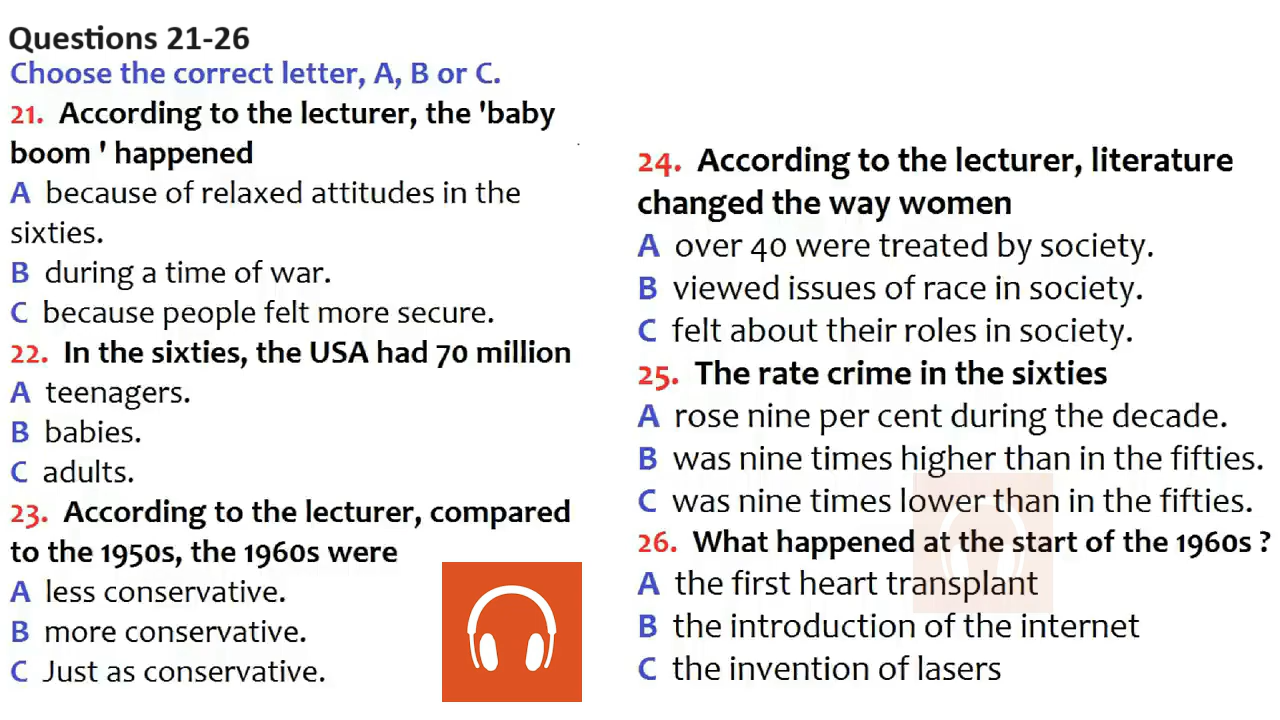 Questions 21-26
Choose the correct letter, A, B or C.
21. According to the lecturer, the 'baby
boom ' happened
A because of relaxed attitudes in the
sixties.
B during a time of war.
C because people felt more secure.
22. In the sixties, the USA had 70 million
A teenagers.
B babies.
C adults.
23. According to the lecturer, compared
to the 1950s, the 1960s were
A less conservative.
B more conservative.
C Just as conservative.
24. According to the lecturer, literature
changed the way women
A over 40 were treated by society.
B viewed issues of race in society.
C felt about their roles in society.
25. The rate crime in the sixties
A rose nine per cent during the decade.
B was nine times higher than in the fifties.
C was nine times lower than in the fifties.
26. What happened at the start of the 1960s ?
A the first heart transplant
B the introduction of the internet
C the invention of lasers